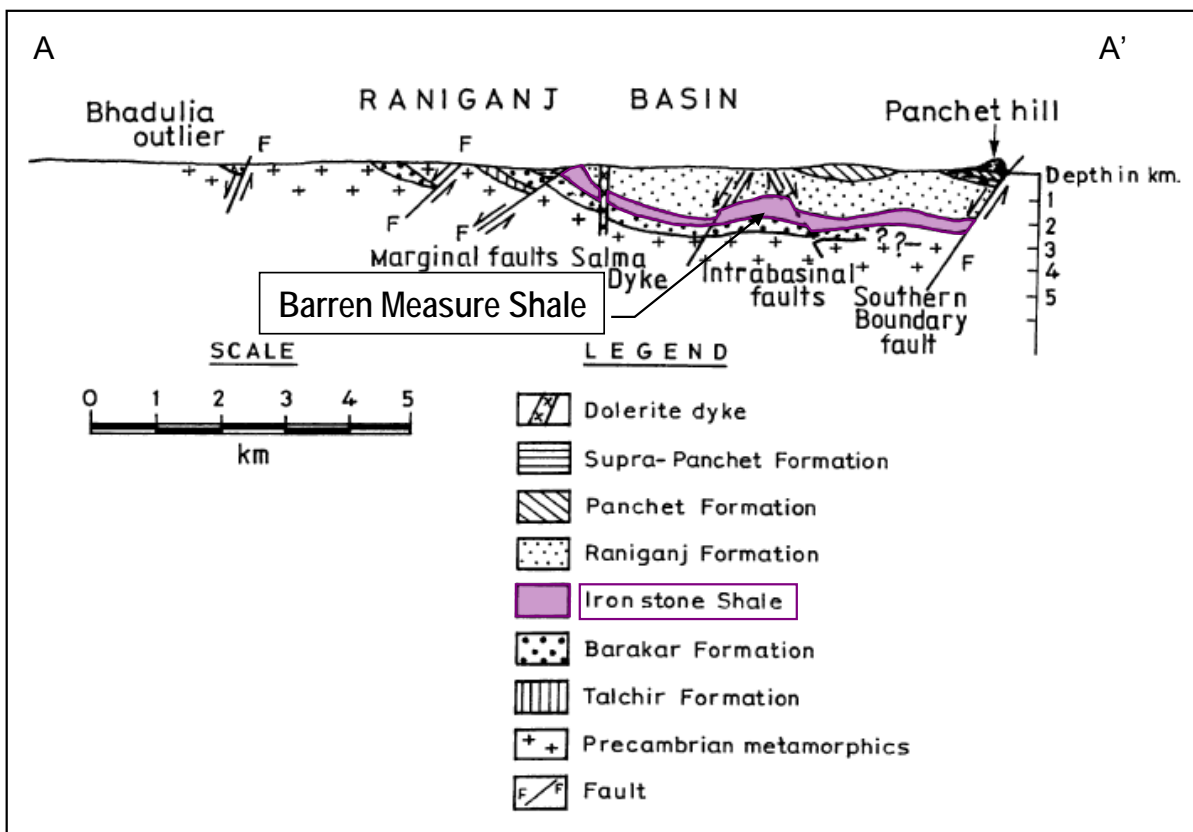 A A’
RANIGANJ BASIN
Bhadulia
outlier
Panchet hill
F F
Depth in km.
1
2
3
4
5
F
F
F
Marginal faults
Salma
Dyke
Intrabasinal
faults
? ? –
Southern
Boundary
fault
Barren Measure Shale
SCALE
0 1 2 3 4 5
km
LEGEND
Dolerite dyke
Supra-Panchet Formation
Panchet Formation
Raniganj Formation
Iron stone Shale
Barakar Formation
Talchir Formation
Precambrian metamorphics
F F Fault